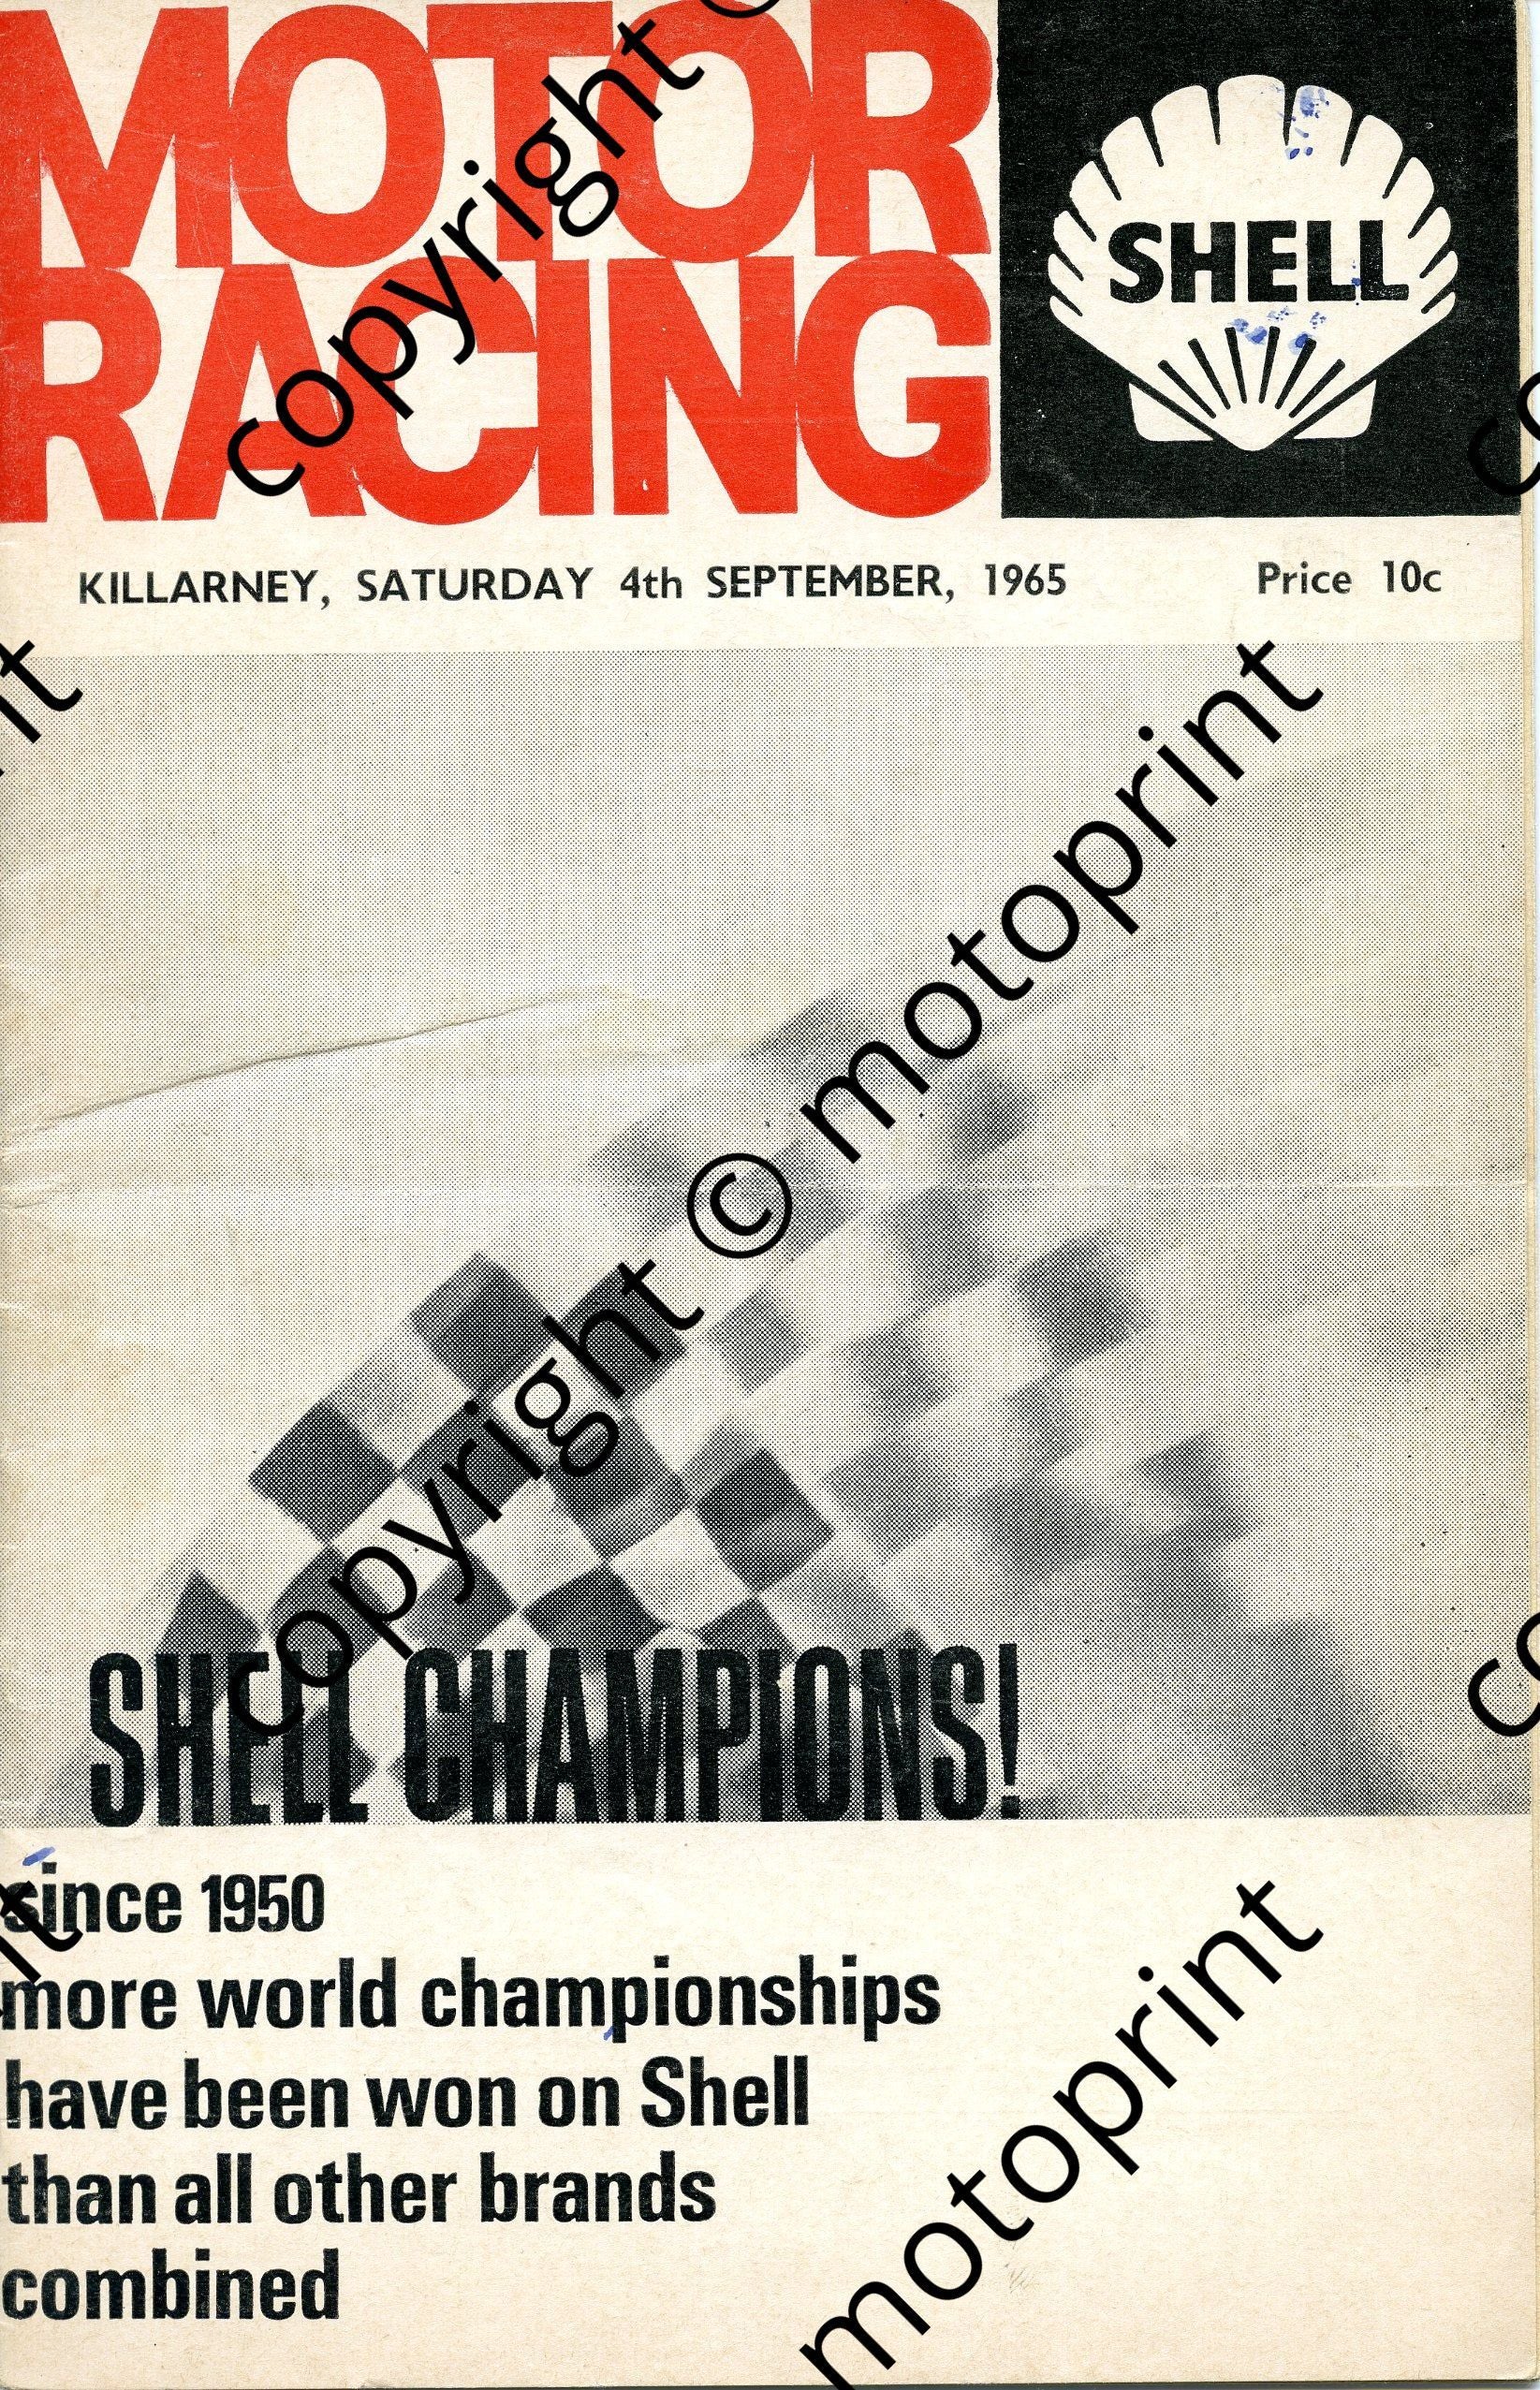 MOTOR
RACING
SHELL
KILLARNEY, SATURDAY 4th SEPTEMBER, 1965 Price 10c
copyright © motoprint
SHELL CHAMPIONS!
since 1950
more world championships
have been won on Shell
than all other brands
combined
copyright
motoprint